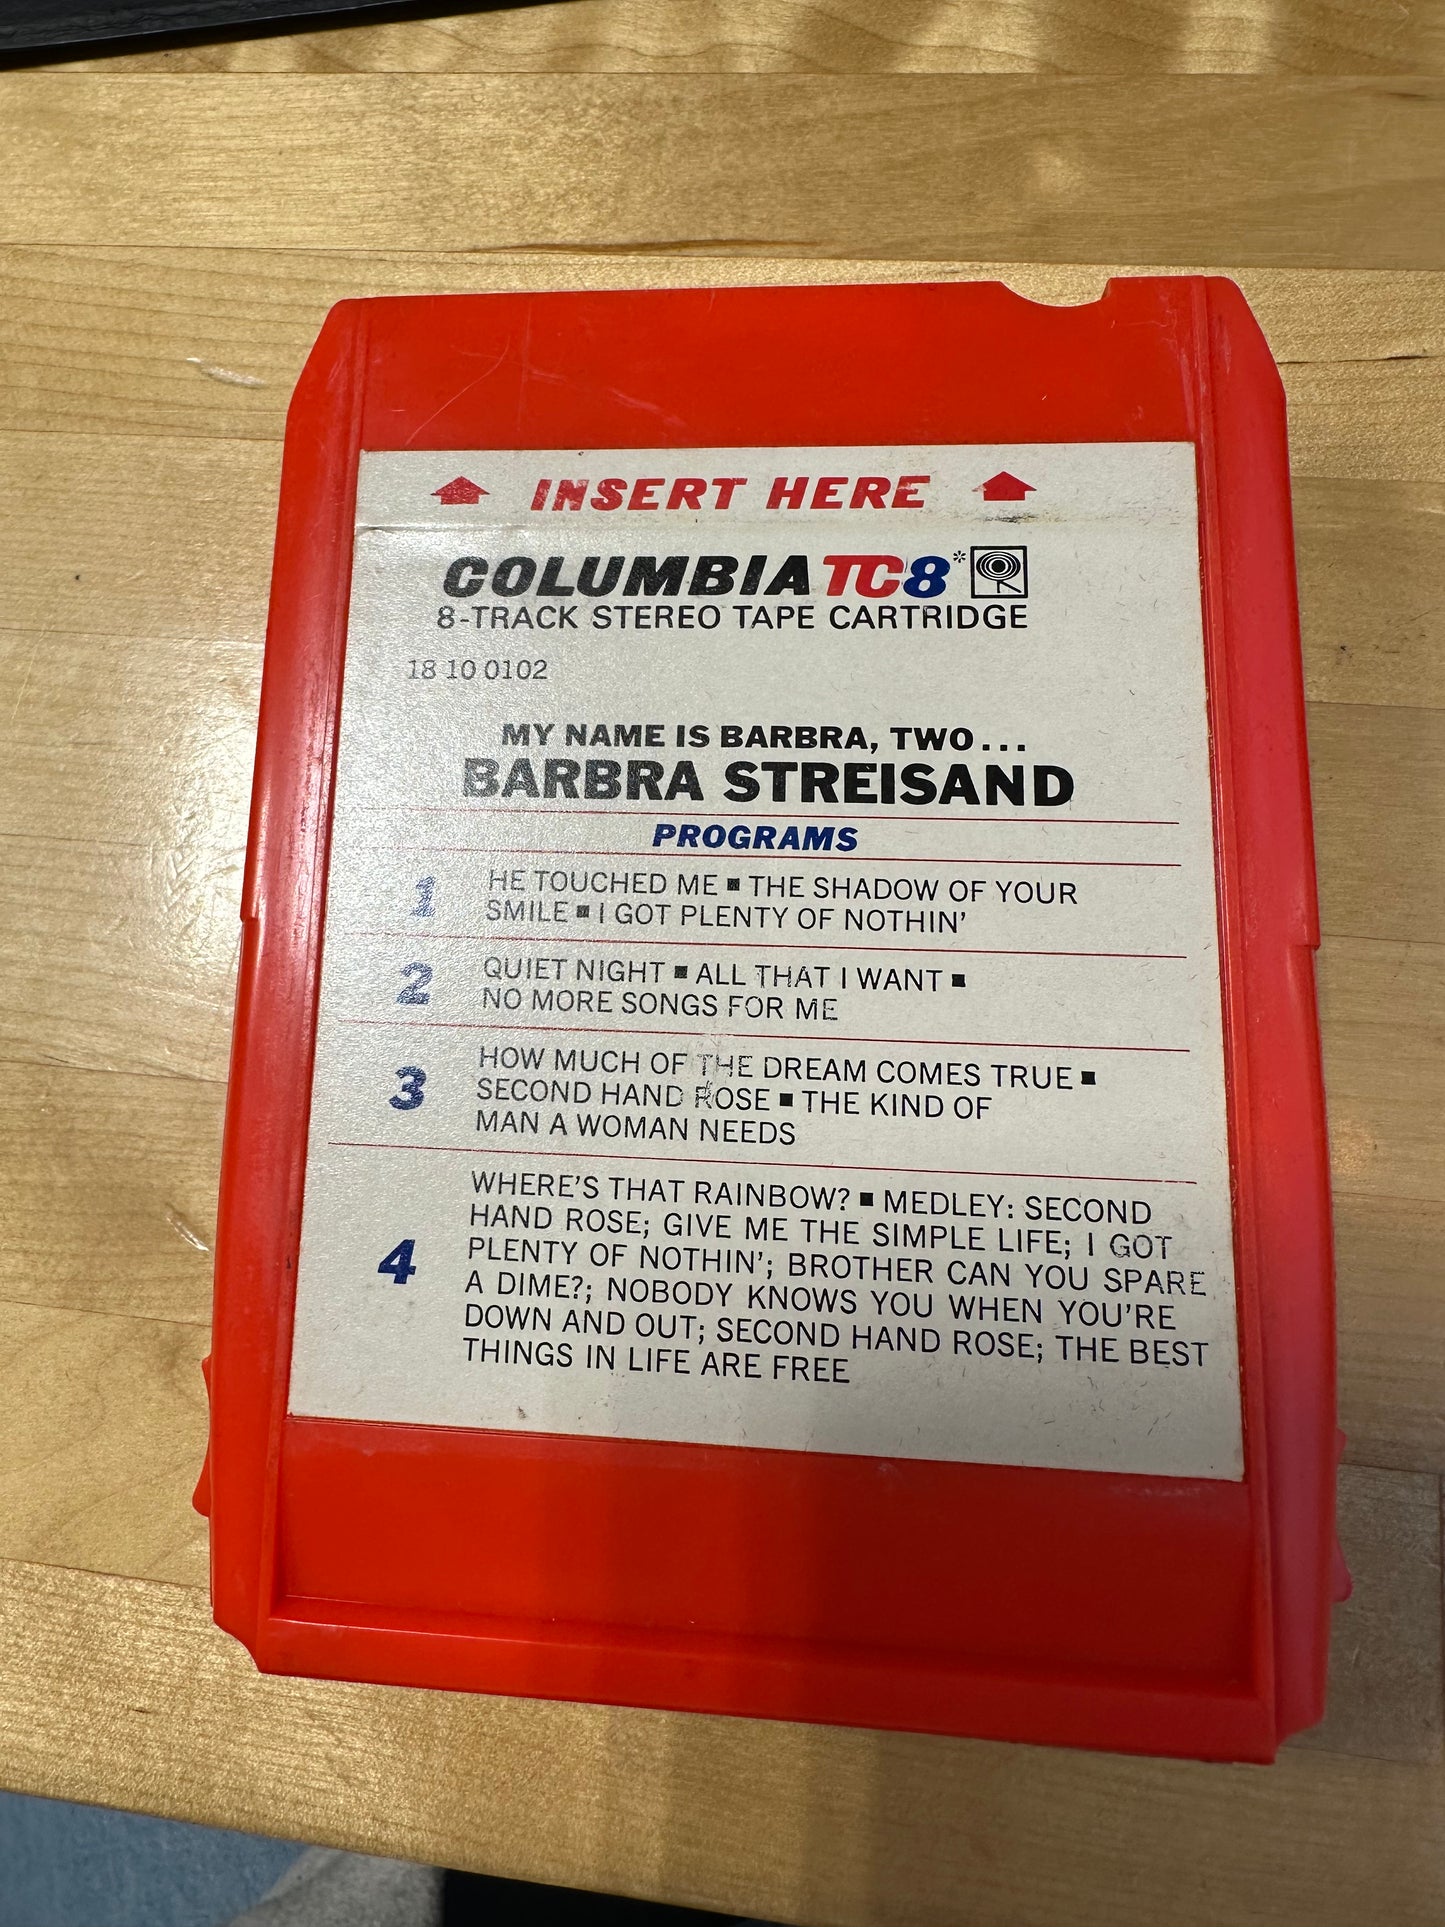 INSERT HERE
COLUMBIA TC8*
8-TRACK STEREO TAPE CARTRIDGE
18 10 0102
MY NAME IS BARBRA, TWO...
BARBRA STREISAND
PROGRAMS
1 HE TOUCHED ME ■ THE SHADOW OF YOUR
SMILE ■ I GOT PLENTY OF NOTHIN'
2 QUIET NIGHT ■ ALL THAT I WANT ■
NO MORE SONGS FOR ME
3 HOW MUCH OF THE DREAM COMES TRUE ■
SECOND HAND ROSE ■ THE KIND OF
MAN A WOMAN NEEDS
4 WHERE'S THAT RAINBOW? ■ MEDLEY: SECOND
HAND ROSE; GIVE ME THE SIMPLE LIFE; I GOT
PLENTY OF NOTHIN'; BROTHER CAN YOU SPARE
A DIME?; NOBODY KNOWS YOU WHEN YOU'RE
DOWN AND OUT; SECOND HAND ROSE; THE BEST
THINGS IN LIFE ARE FREE